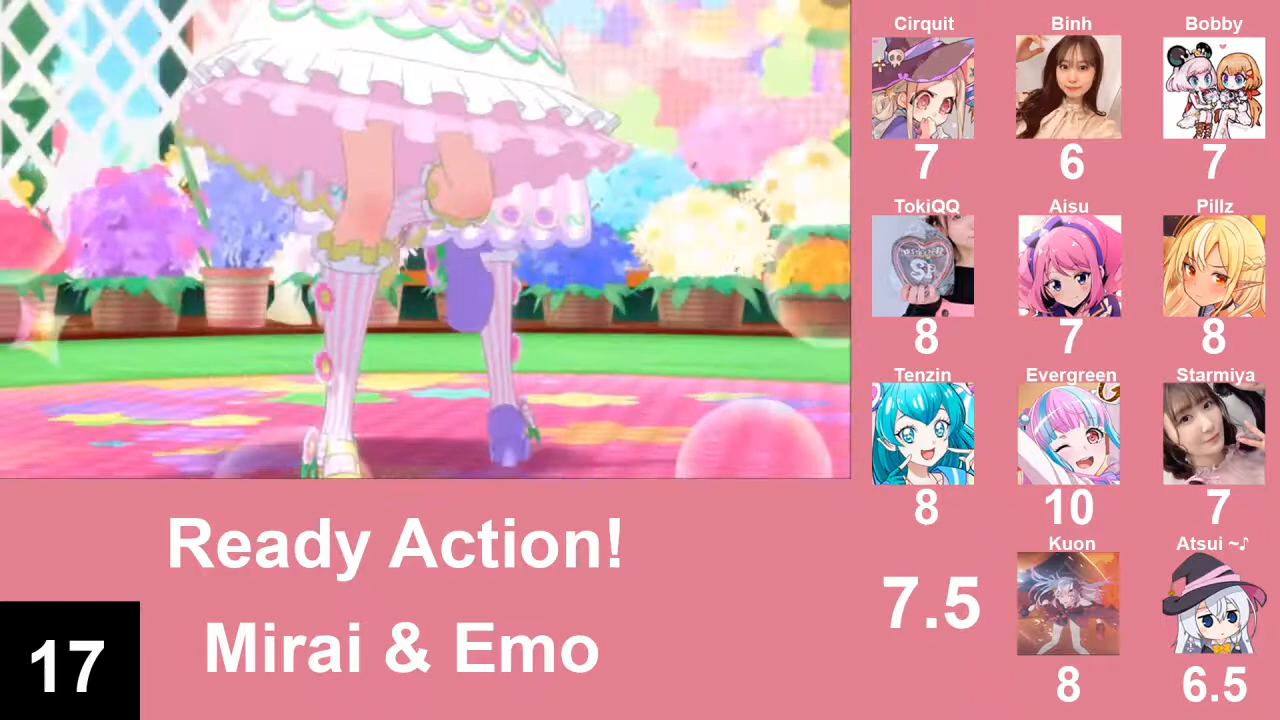 Cirquit Binh Bobby
7 6 7
TokiQQ Aisu Pillz
8 7 8
Tenzin Evergreen Starmiya
8 10 7
Kuon Atsui ~♪
7.5
8 6.5
Ready Action!
Mirai & Emo
17